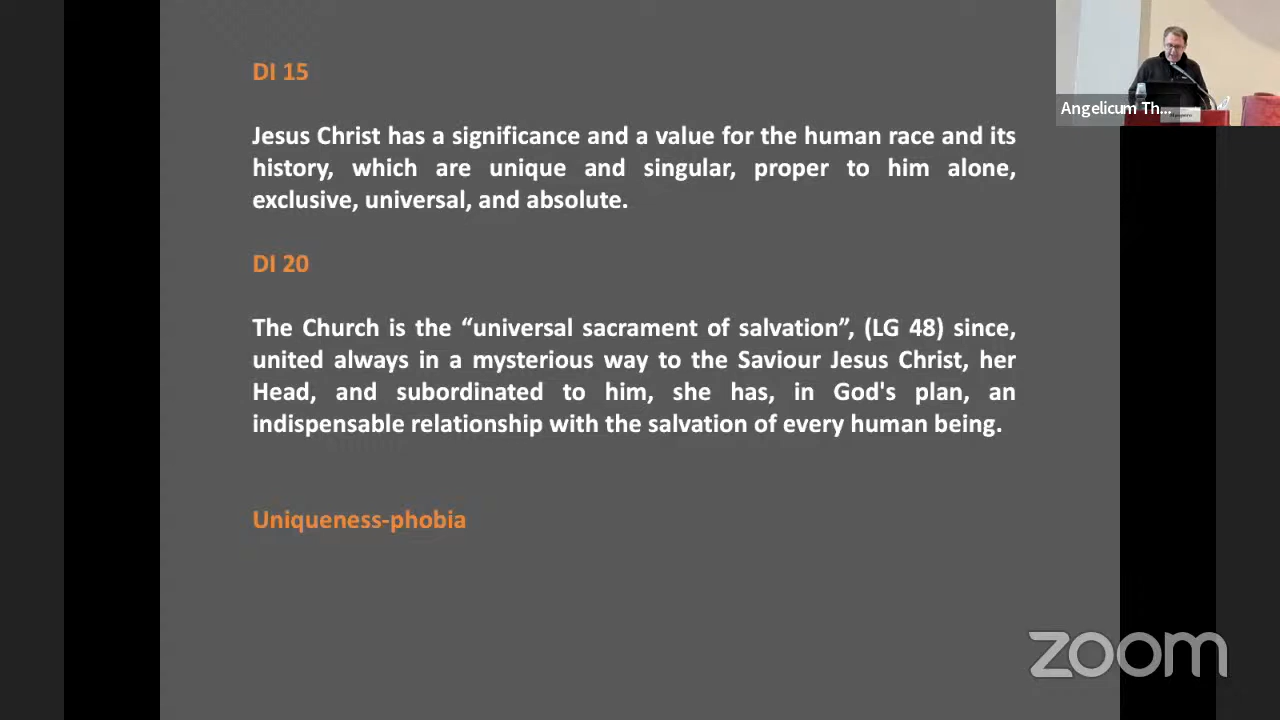 DI 15
Jesus Christ has a significance and a value for the human race and its
history, which are unique and singular, proper to him alone,
exclusive, universal, and absolute.
DI 20
The Church is the “universal sacrament of salvation”, (LG 48) since,
united always in a mysterious way to the Saviour Jesus Christ, her
Head, and subordinated to him, she has, in God's plan, an
indispensable relationship with the salvation of every human being.
Uniqueness-phobia
Angelicum Th...
zoom